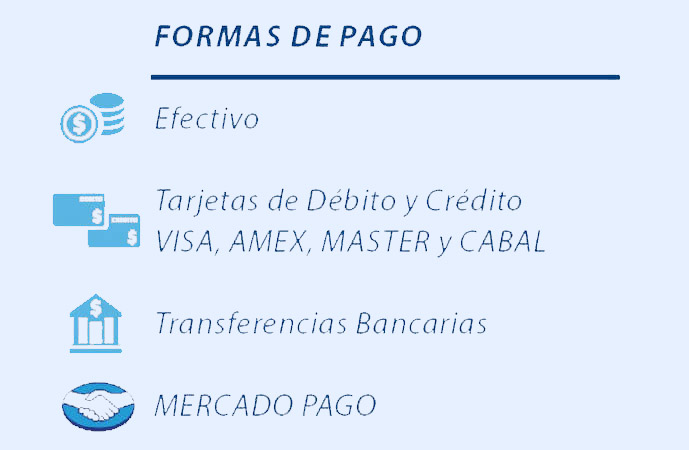 FORMAS DE PAGO
Efectivo
Tarjetas de Débito y Crédito
VISA, AMEX, MASTER y CABAL
Transferencias Bancarias
MERCADO PAGO